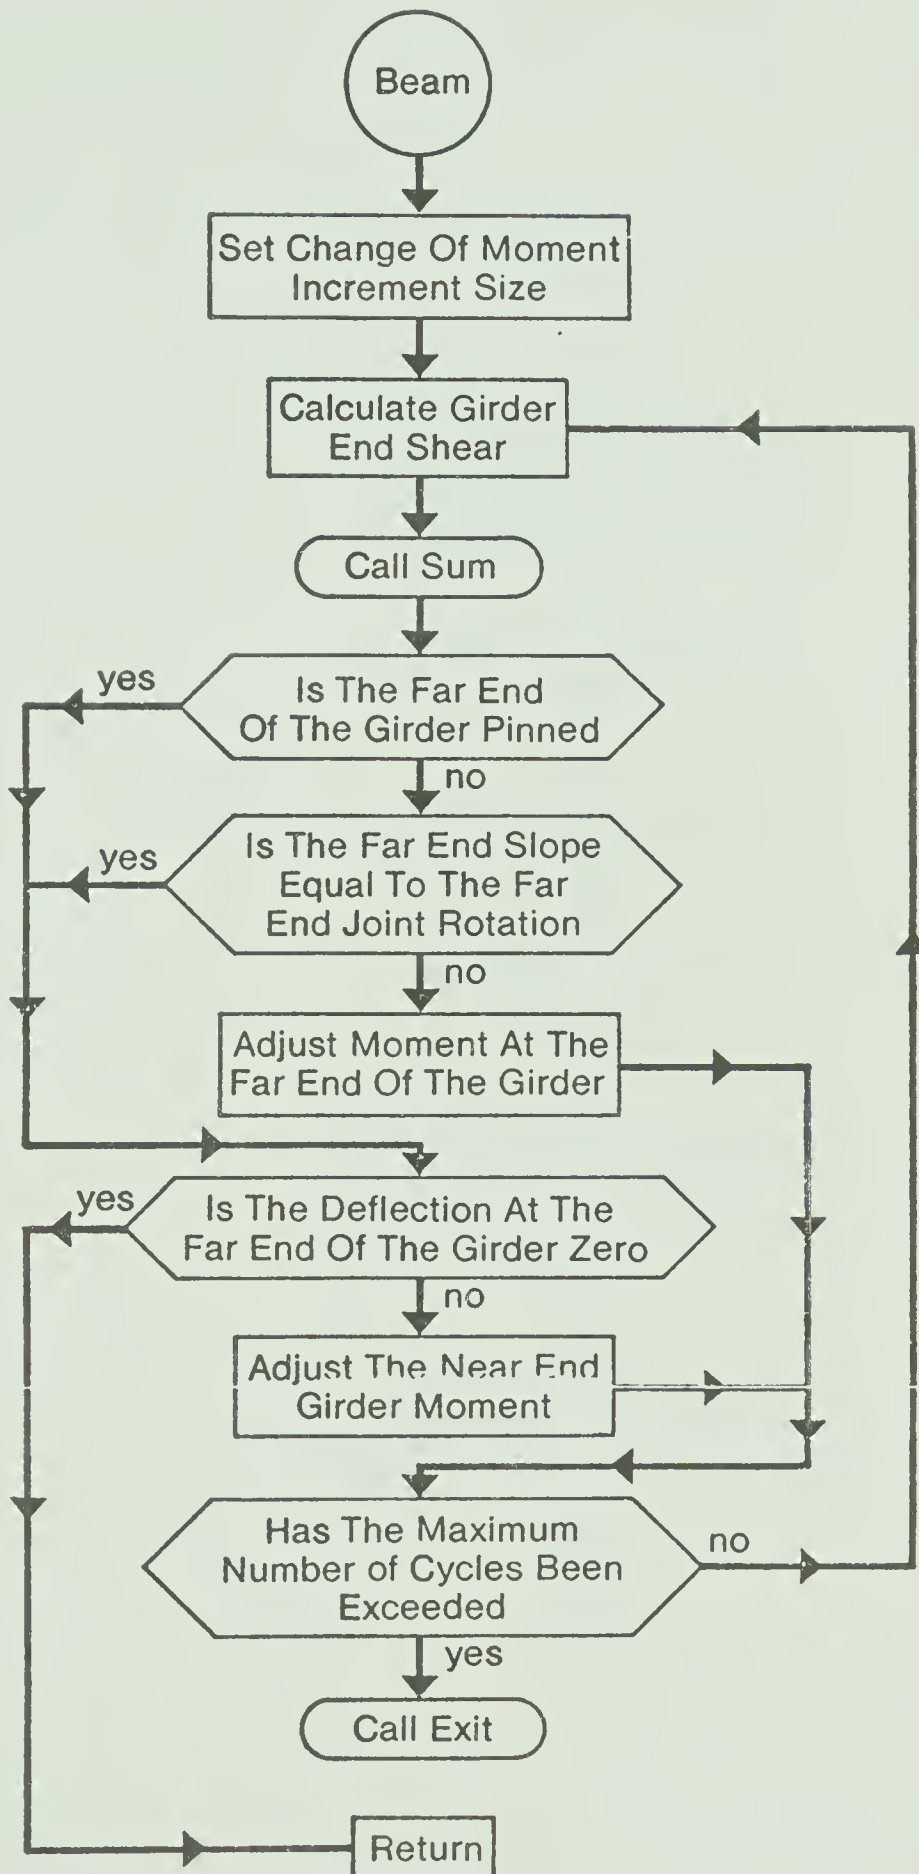 Beam
Set Change Of Moment
Increment Size
Calculate Girder
End Shear
Call Sum
yes
Is The Far End
Of The Girder Pinned
no
yes
Is The Far End Slope
Equal To The Far
End Joint Rotation
no
Adjust Moment At The
Far End Of The Girder
yes
Is The Deflection At The
Far End Of The Girder Zero
no
Adjust The Near End
Girder Moment
Has The Maximum
Number of Cycles Been
Exceeded
no
yes
Call Exit
Return